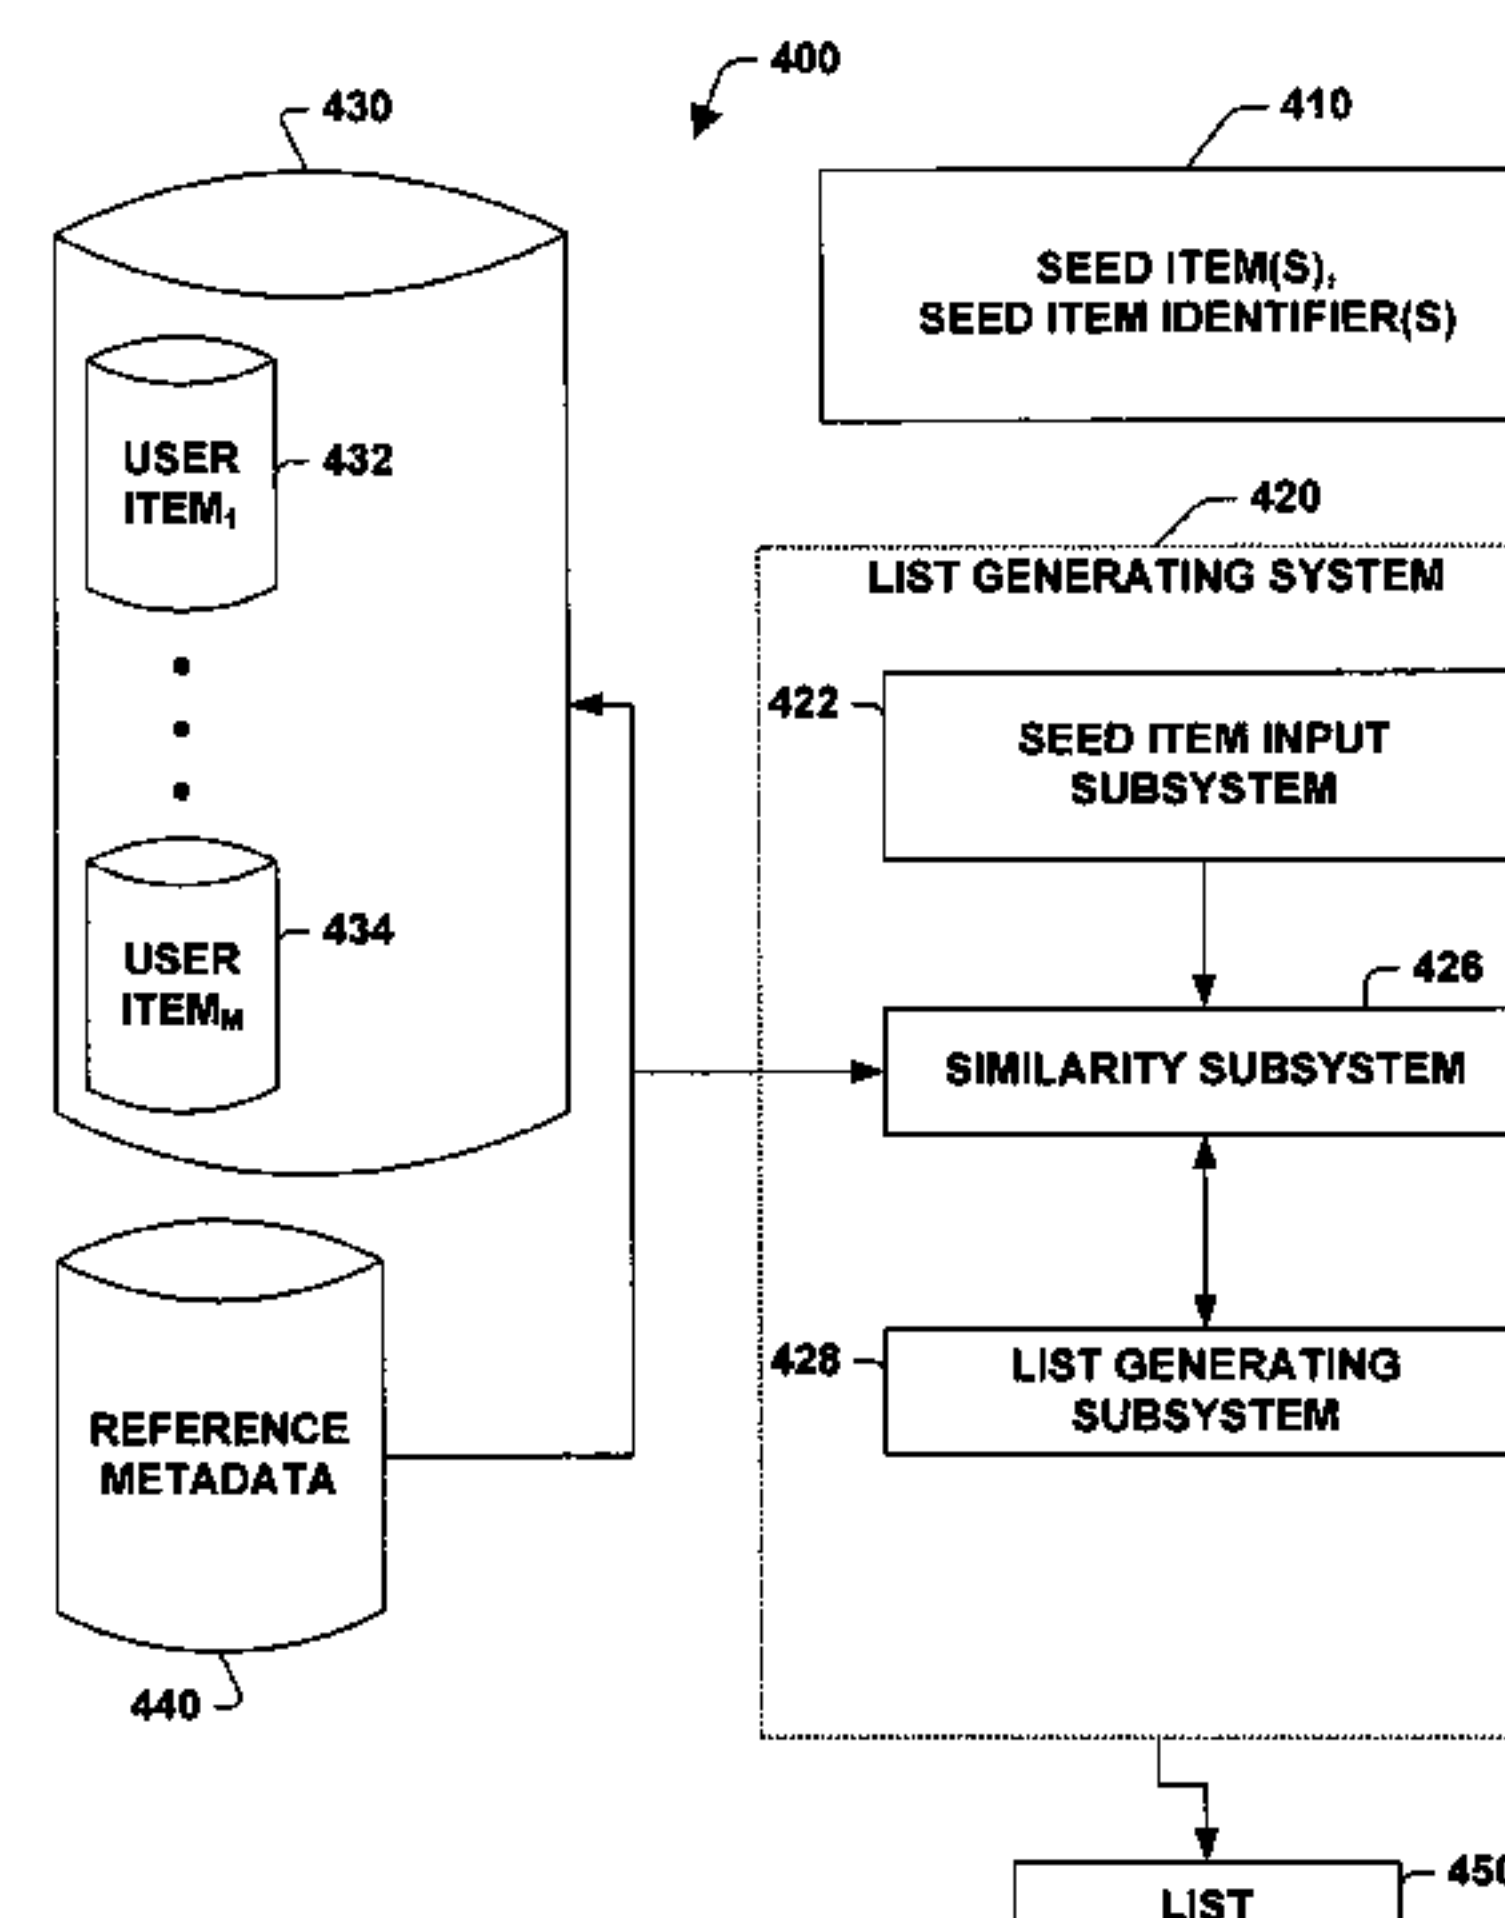 400
430
410
SEED ITEM(S),
SEED ITEM IDENTIFIER(S)
USER
ITEM₁
432
420
LIST GENERATING SYSTEM
422
SEED ITEM INPUT
SUBSYSTEM
USER
ITEMM
434
426
SIMILARITY SUBSYSTEM
428
LIST GENERATING
SUBSYSTEM
REFERENCE
METADATA
440
450
LIST